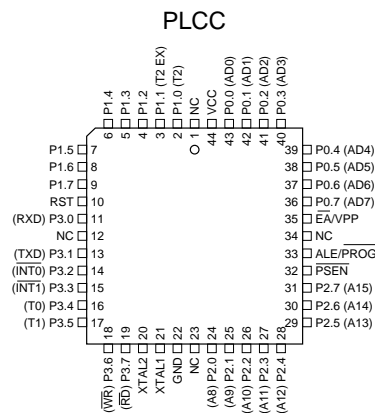 PLCC
P1.4
P1.3
P1.2
P1.1 (T2 EX)
P1.0 (T2)
NC
VCC
P0.0 (AD0)
P0.1 (AD1)
P0.2 (AD2)
P0.3 (AD3)
6
5
4
3
2
1
44
43
42
41
40
P1.5 7
P1.6 8
P1.7 9
RST 10
(RXD) P3.0 11
NC 12
(TXD) P3.1 13
(INT0) P3.2 14
(INT1) P3.3 15
(T0) P3.4 16
(T1) P3.5 17
39 P0.4 (AD4)
38 P0.5 (AD5)
37 P0.6 (AD6)
36 P0.7 (AD7)
35 EA/VPP
34 NC
33 ALE/PROG
32 PSEN
31 P2.7 (A15)
30 P2.6 (A14)
29 P2.5 (A13)
18
19
20
21
22
23
24
25
26
27
28
(WR) P3.6
(RD) P3.7
XTAL2
XTAL1
GND
NC
(A8) P2.0
(A9) P2.1
(A10) P2.2
(A11) P2.3
(A12) P2.4